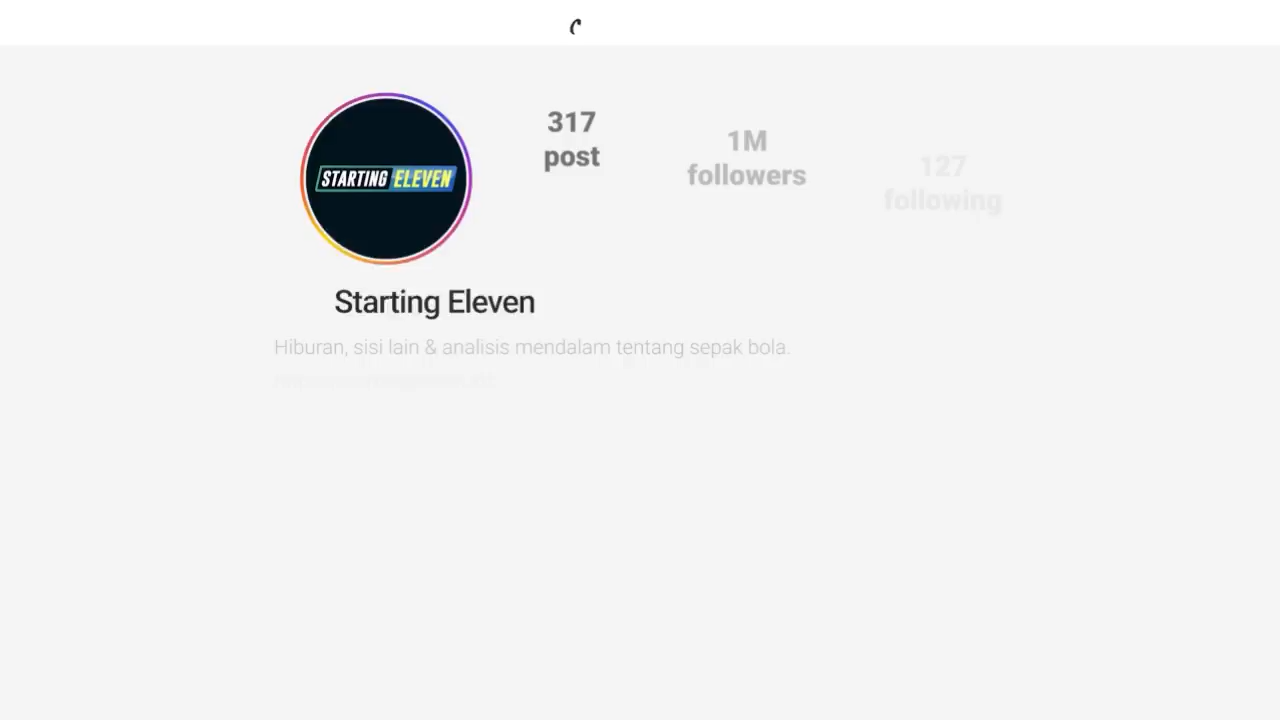 STARTING ELEVEN
317
post
1M
followers
127
following
Starting Eleven
Hiburan, sisi lain & analisis mendalam tentang sepak bola.